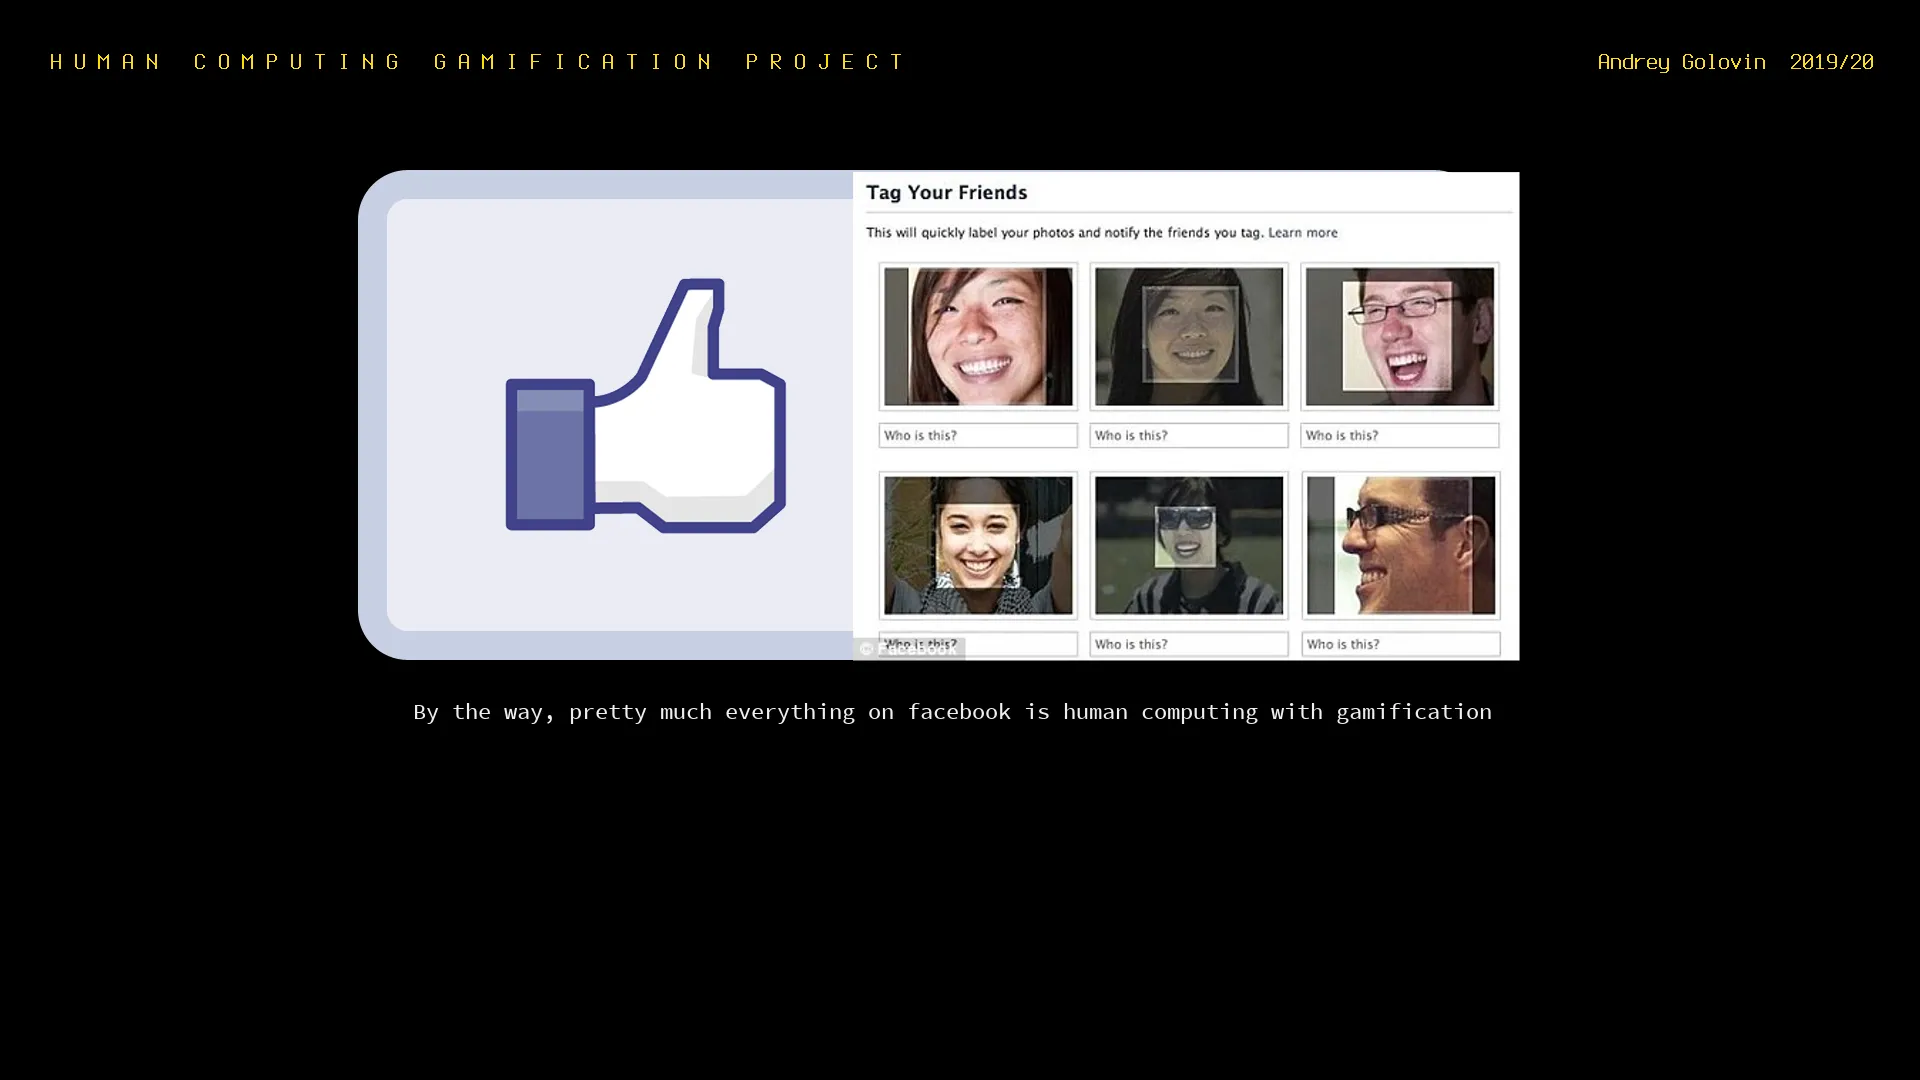 HUMAN COMPUTING GAMIFICATION PROJECT
Andrey Golovin 2019/20
Tag Your Friends
This will quickly label your photos and notify the friends you tag. Learn more
Who is this? Who is this? Who is this?
Who is this? Who is this? Who is this?
© Facebook
By the way, pretty much everything on facebook is human computing with gamification